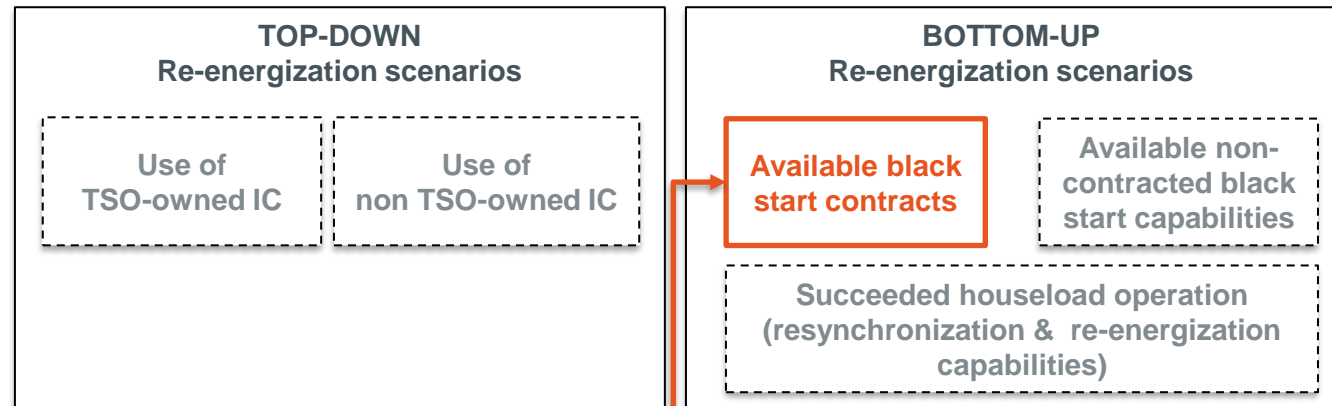 TOP-DOWN
Re-energization scenarios
Use of
TSO-owned IC
Use of
non TSO-owned IC
BOTTOM-UP
Re-energization scenarios
Available black
start contracts
Available non-
contracted black
start capabilities
Succeeded houseload operation
(resynchronization & re-energization
capabilities)